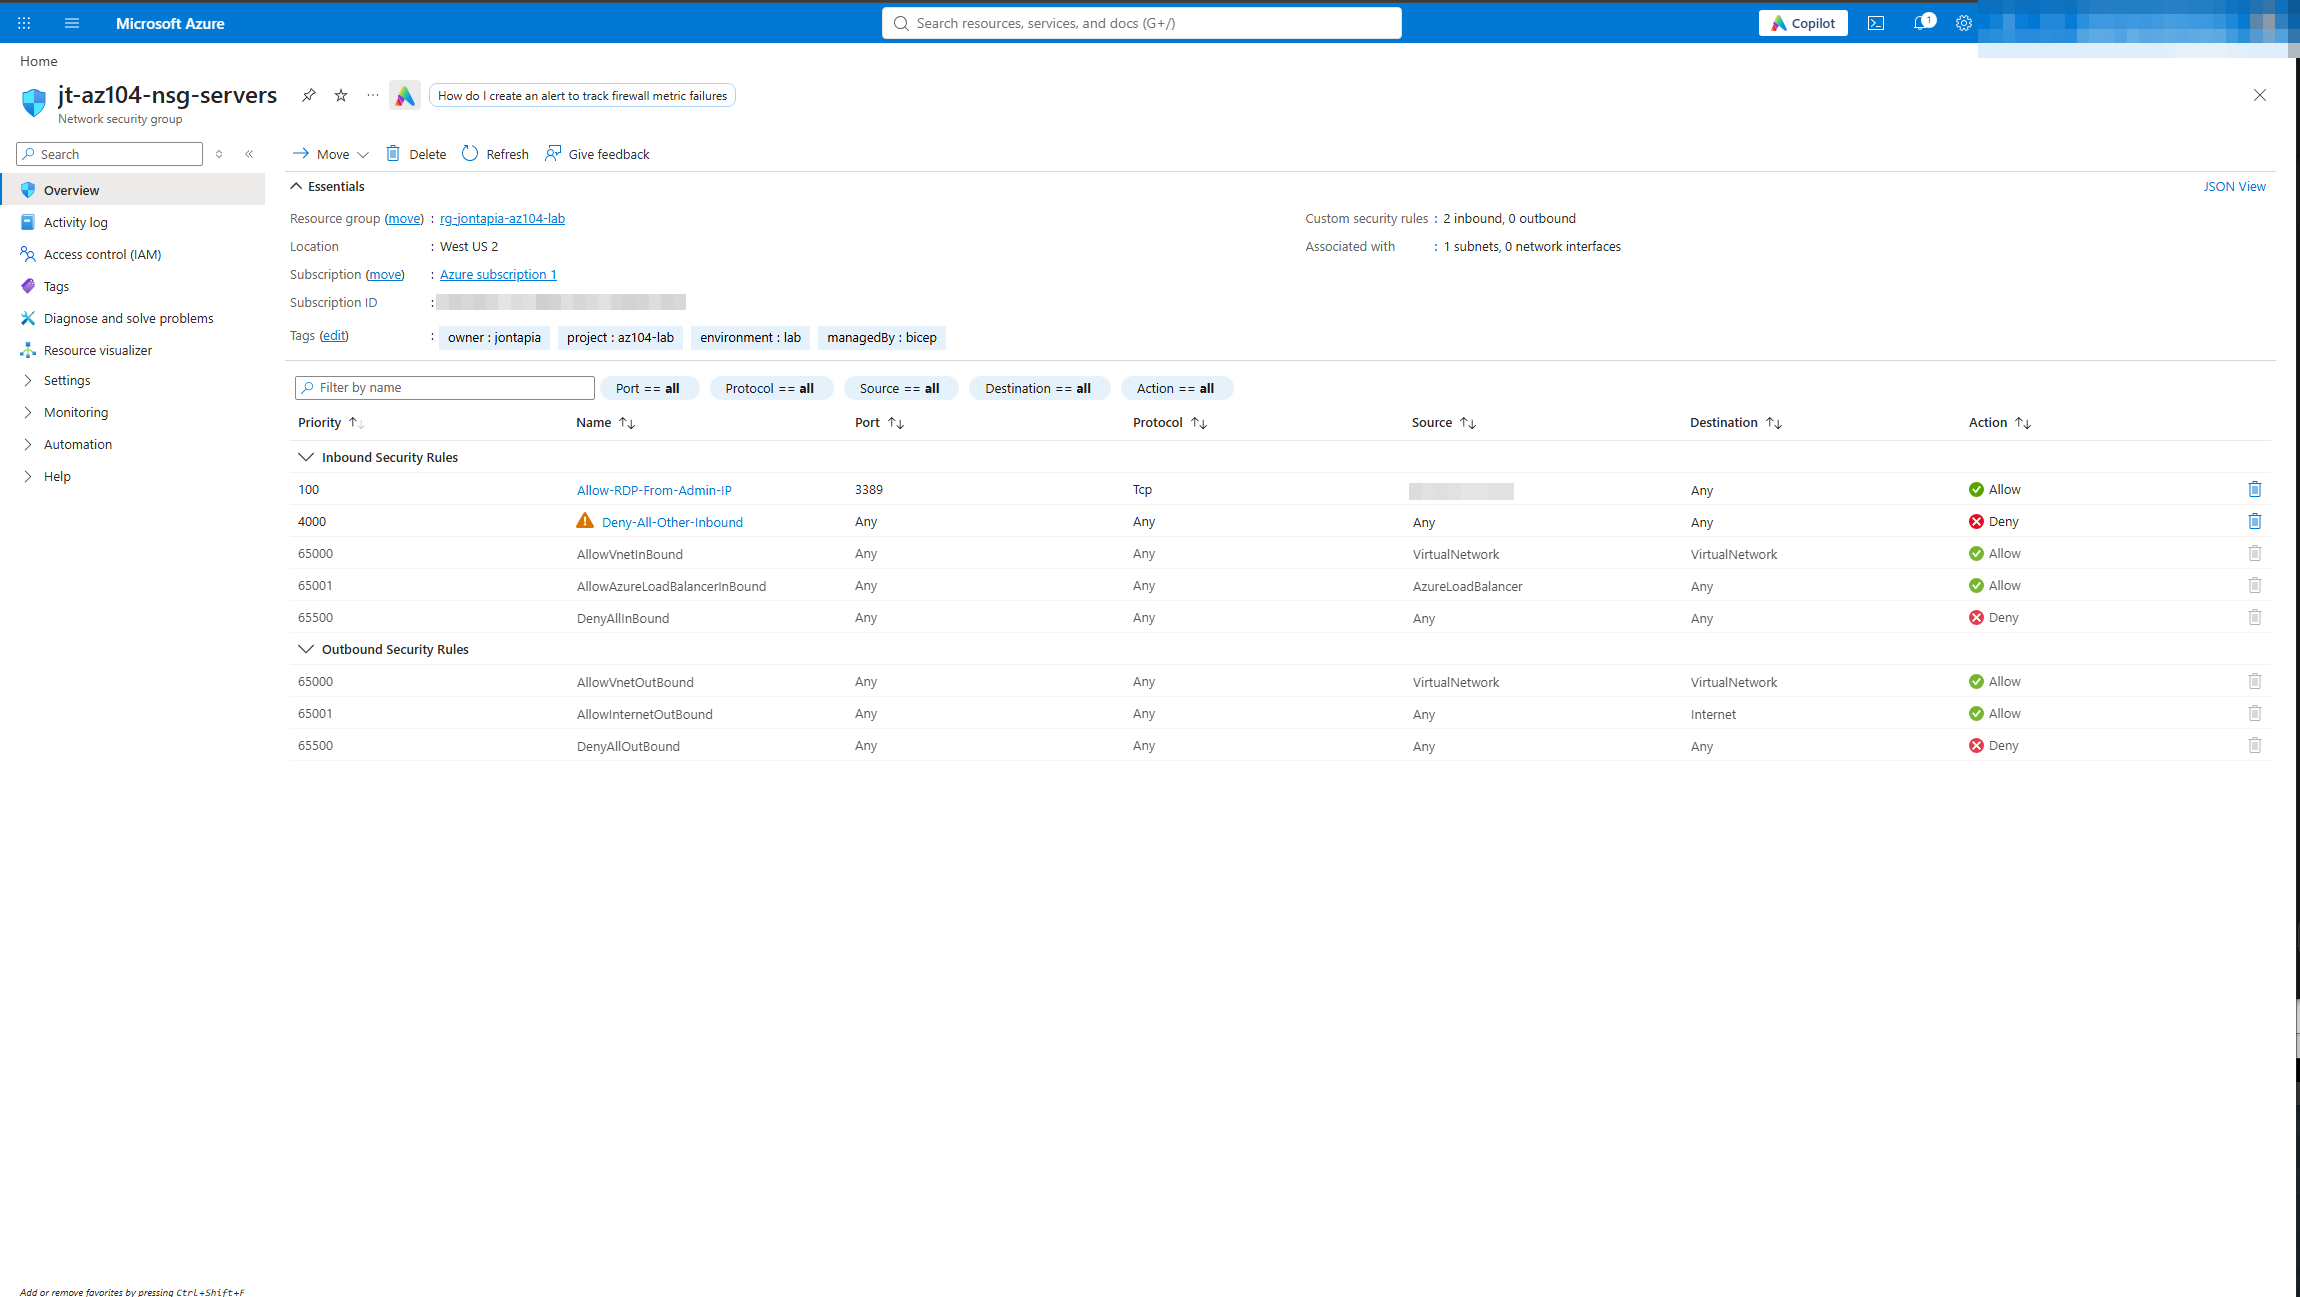 Microsoft Azure
Search resources, services, and docs (G+/)
Copilot
1
Home
jt-az104-nsg-servers
How do I create an alert to track firewall metric failures
Network security group
Search
Move Delete Refresh Give feedback
Overview
Activity log
Access control (IAM)
Tags
Diagnose and solve problems
Resource visualizer
Settings
Monitoring
Automation
Help
Essentials
JSON View
Resource group (move) : rg-jontapia-az104-lab
Location : West US 2
Subscription (move) : Azure subscription 1
Subscription ID :
Tags (edit) : owner : jontapia project : az104-lab environment : lab managedBy : bicep
Custom security rules : 2 inbound, 0 outbound
Associated with : 1 subnets, 0 network interfaces
Filter by name Port == all Protocol == all Source == all Destination == all Action == all
Priority Name Port Protocol Source Destination Action
Inbound Security Rules
100 Allow-RDP-From-Admin-IP 3389 Tcp Any Allow
4000 Deny-All-Other-Inbound Any Any Any Any Deny
65000 AllowVnetInBound Any Any VirtualNetwork VirtualNetwork Allow
65001 AllowAzureLoadBalancerInBound Any Any AzureLoadBalancer Any Allow
65500 DenyAllInBound Any Any Any Any Deny
Outbound Security Rules
65000 AllowVnetOutBound Any Any VirtualNetwork VirtualNetwork Allow
65001 AllowInternetOutBound Any Any Any Internet Allow
65500 DenyAllOutBound Any Any Any Any Deny
Add or remove favorites by pressing Ctrl+Shift+F